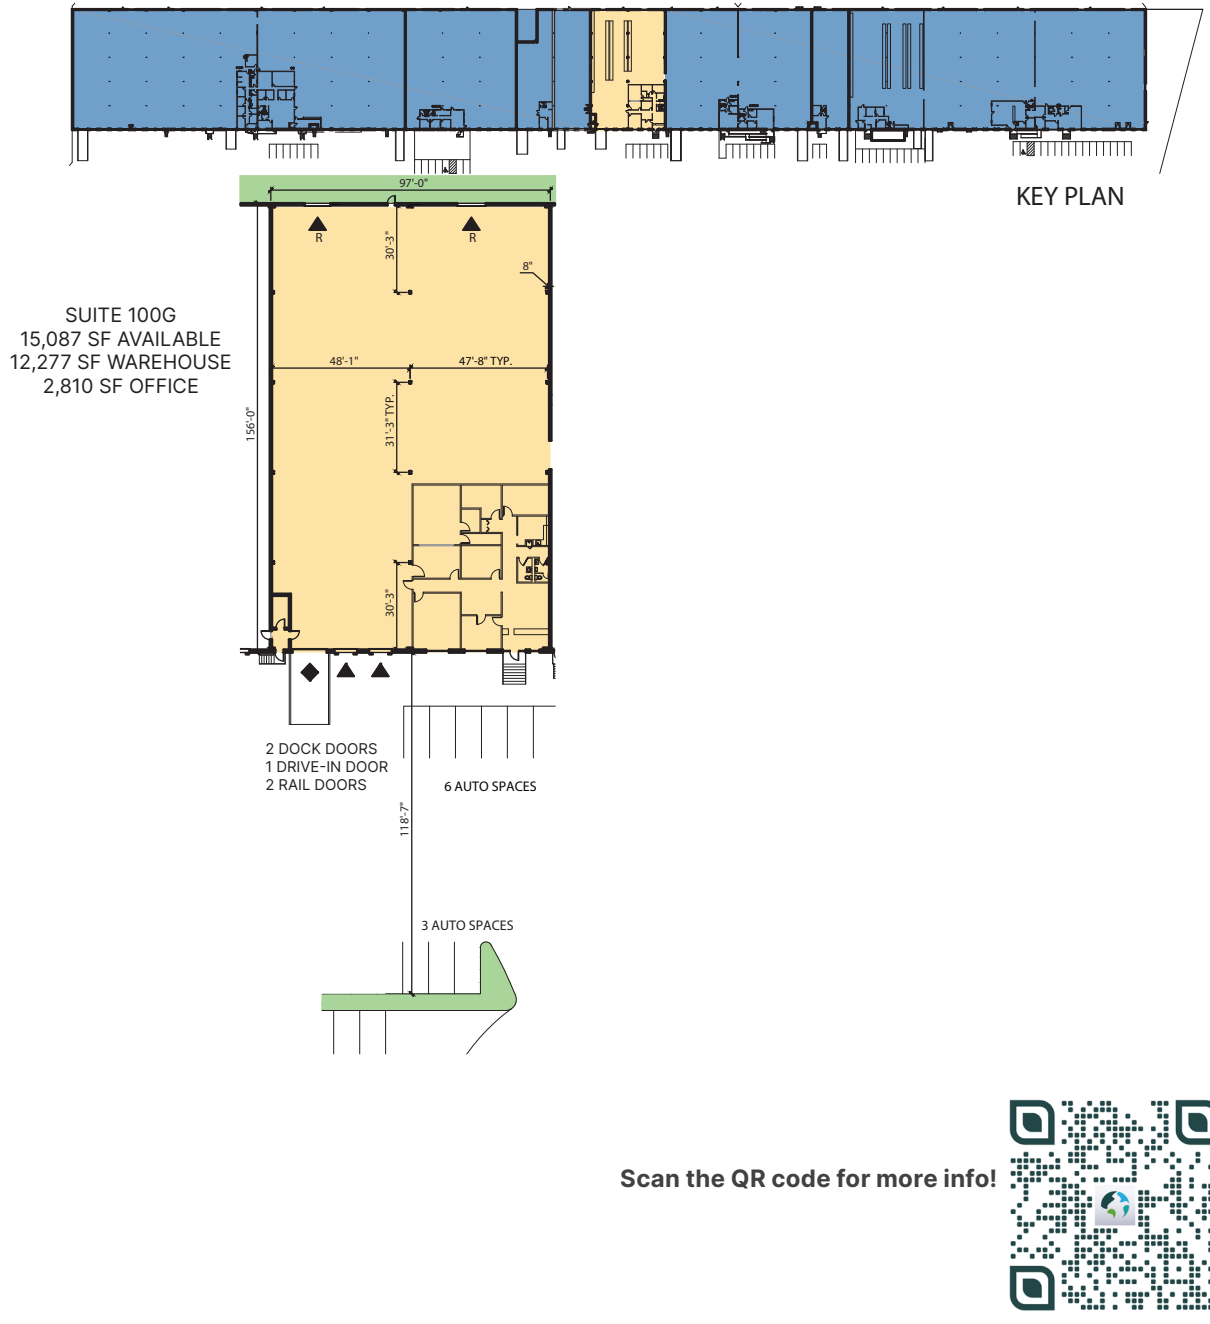 KEY PLAN
97'-0"
R
R
30'-3"
8"
SUITE 100G
15,087 SF AVAILABLE
12,277 SF WAREHOUSE
2,810 SF OFFICE
48'-1"
47'-8" TYP.
156'-0"
31'-3" TYP.
30'-3"
2 DOCK DOORS
1 DRIVE-IN DOOR
2 RAIL DOORS
6 AUTO SPACES
118'-7"
3 AUTO SPACES
Scan the QR code for more info!